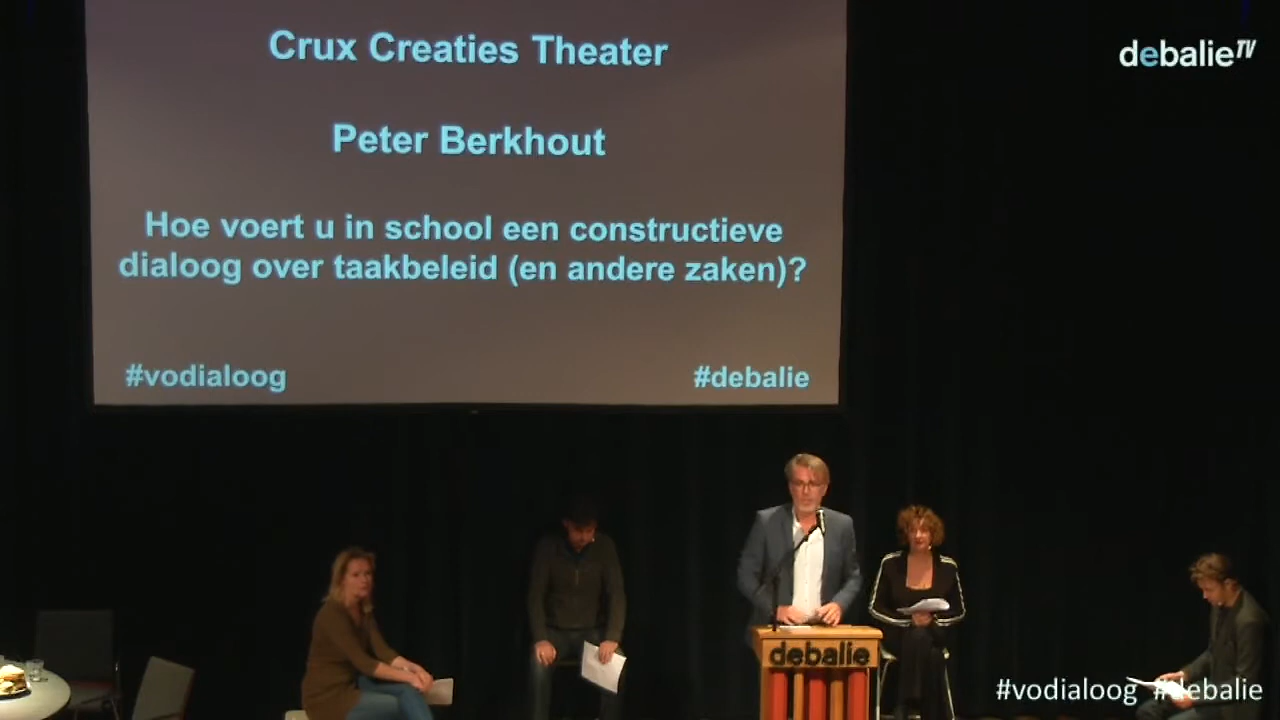 Crux Creaties Theater
debalieTV
Peter Berkhout
Hoe voert u in school een constructieve
dialoog over taakbeleid (en andere zaken)?
#vodialoog
#debalie
debalie
#vodialoog #debalie